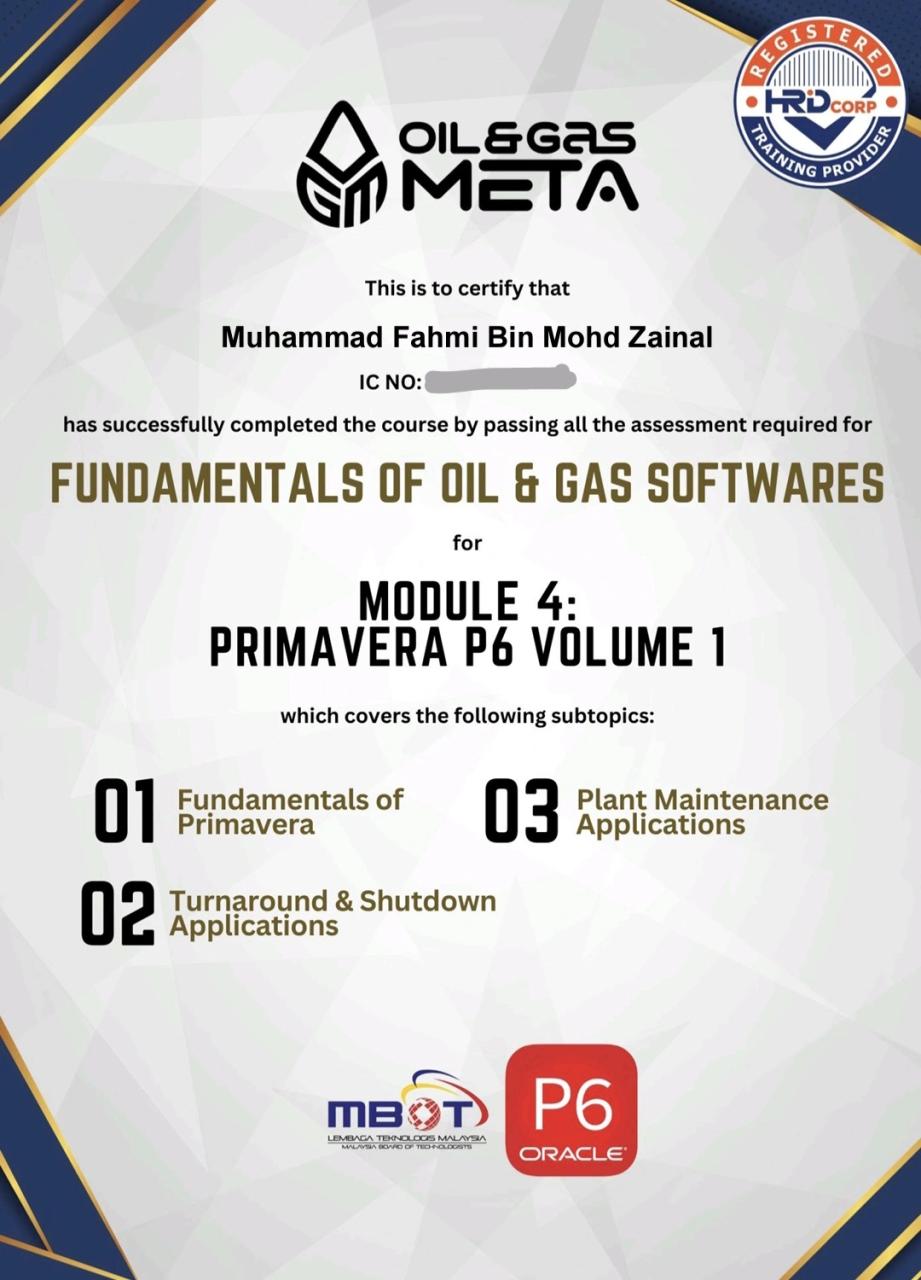 REGISTERED
HRD CORP
TRAINING PROVIDER
GM
OIL&GAS
META
This is to certify that
Muhammad Fahmi Bin Mohd Zainal
IC NO:
has successfully completed the course by passing all the assessment required for
FUNDAMENTALS OF OIL & GAS SOFTWARES
for
MODULE 4:
PRIMAVERA P6 VOLUME 1
which covers the following subtopics:
01 Fundamentals of
Primavera
02 Turnaround & Shutdown
Applications
03 Plant Maintenance
Applications
MBOT
LEMBAGA TEKNOLOGIS MALAYSIA
MALAYSIA BOARD OF TECHNOLOGISTS
P6
ORACLE